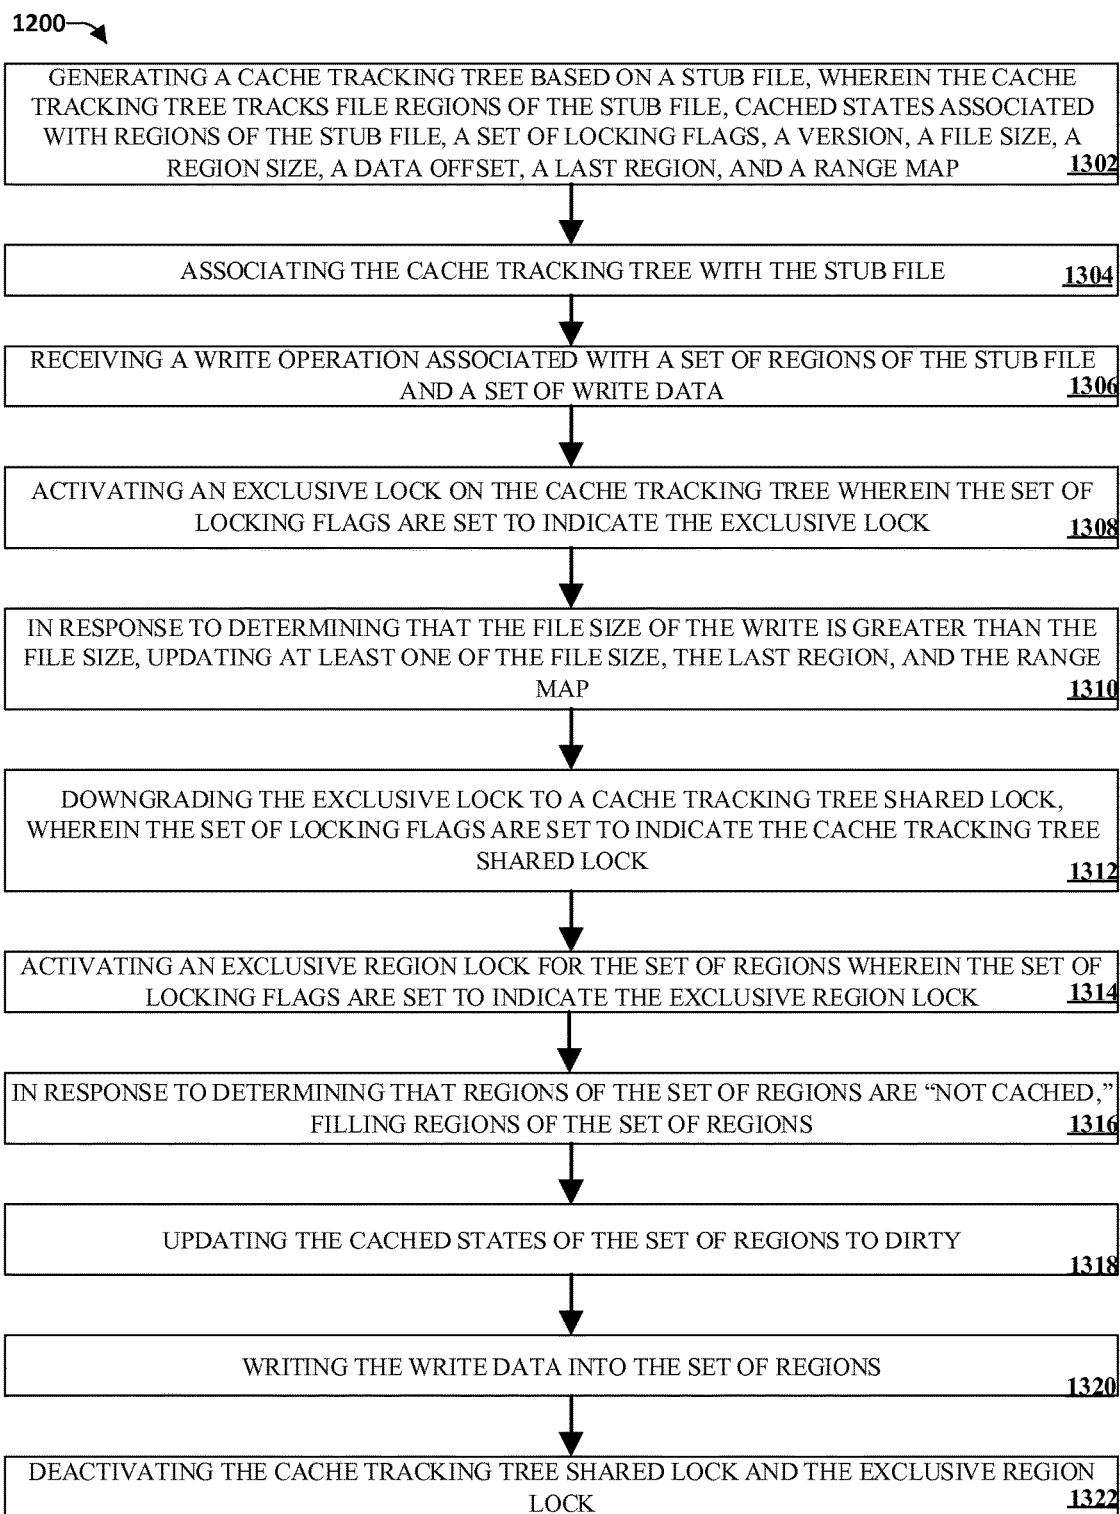 1200
GENERATING A CACHE TRACKING TREE BASED ON A STUB FILE, WHEREIN THE CACHE
TRACKING TREE TRACKS FILE REGIONS OF THE STUB FILE, CACHED STATES ASSOCIATED
WITH REGIONS OF THE STUB FILE, A SET OF LOCKING FLAGS, A VERSION, A FILE SIZE, A
REGION SIZE, A DATA OFFSET, A LAST REGION, AND A RANGE MAP
1302
ASSOCIATING THE CACHE TRACKING TREE WITH THE STUB FILE
1304
RECEIVING A WRITE OPERATION ASSOCIATED WITH A SET OF REGIONS OF THE STUB FILE
AND A SET OF WRITE DATA
1306
ACTIVATING AN EXCLUSIVE LOCK ON THE CACHE TRACKING TREE WHEREIN THE SET OF
LOCKING FLAGS ARE SET TO INDICATE THE EXCLUSIVE LOCK
1308
IN RESPONSE TO DETERMINING THAT THE FILE SIZE OF THE WRITE IS GREATER THAN THE
FILE SIZE, UPDATING AT LEAST ONE OF THE FILE SIZE, THE LAST REGION, AND THE RANGE
MAP
1310
DOWNGRADING THE EXCLUSIVE LOCK TO A CACHE TRACKING TREE SHARED LOCK,
WHEREIN THE SET OF LOCKING FLAGS ARE SET TO INDICATE THE CACHE TRACKING TREE
SHARED LOCK
1312
ACTIVATING AN EXCLUSIVE REGION LOCK FOR THE SET OF REGIONS WHEREIN THE SET OF
LOCKING FLAGS ARE SET TO INDICATE THE EXCLUSIVE REGION LOCK
1314
IN RESPONSE TO DETERMINING THAT REGIONS OF THE SET OF REGIONS ARE “NOT CACHED,”
FILLING REGIONS OF THE SET OF REGIONS
1316
UPDATING THE CACHED STATES OF THE SET OF REGIONS TO DIRTY
1318
WRITING THE WRITE DATA INTO THE SET OF REGIONS
1320
DEACTIVATING THE CACHE TRACKING TREE SHARED LOCK AND THE EXCLUSIVE REGION
LOCK
1322